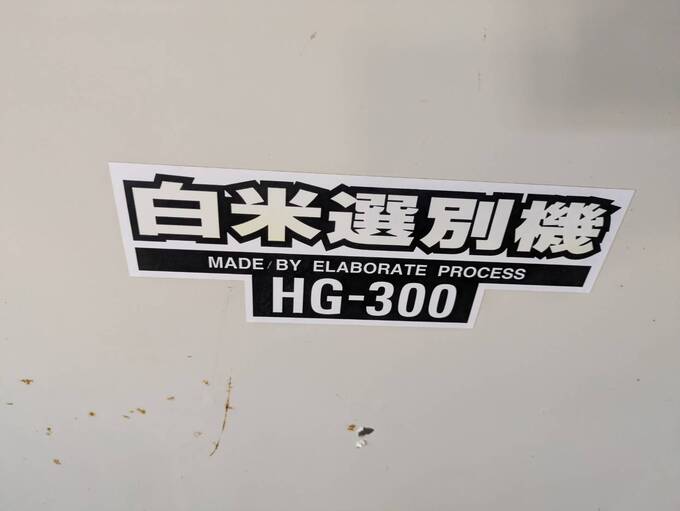 白米選別機
MADE/BY ELABORATE PROCESS
HG-300